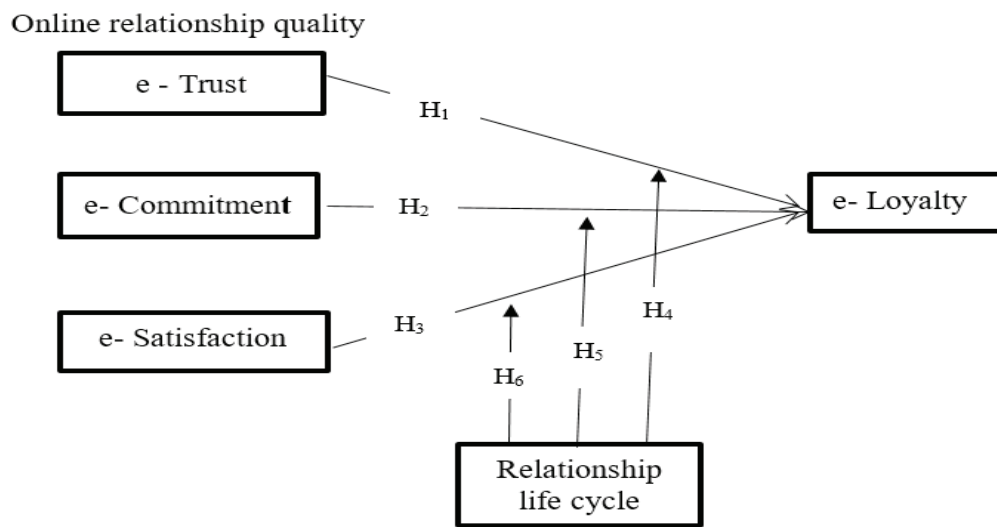 Online relationship quality
e - Trust
H₁
e- Commitment
H₂
e- Loyalty
e- Satisfaction
H₃
H₄
H₅
H₆
Relationship
life cycle